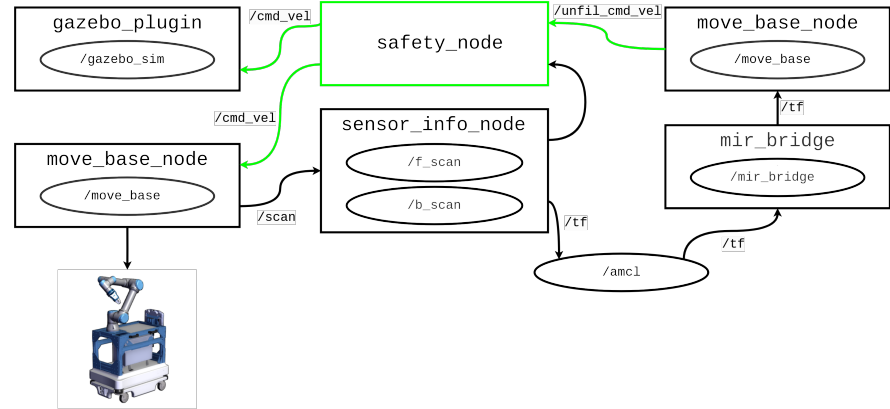 gazebo_plugin
/gazebo_sim
/cmd_vel
safety_node
/unfil_cmd_vel
move_base_node
/move_base
/cmd_vel
/tf
sensor_info_node
/f_scan
/b_scan
mir_bridge
/mir_bridge
move_base_node
/move_base
/scan
/tf
/tf
/amcl